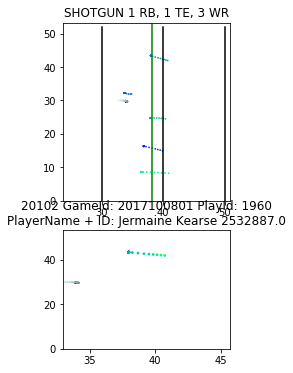 SHOTGUN 1 RB, 1 TE, 3 WR
50
40
30
20
10
0
30 40 50
20102 GameId: 2017100801 PlayId: 1960
PlayerName + ID: Jermaine Kearse 2532887.0
40
20
0
35 40 45